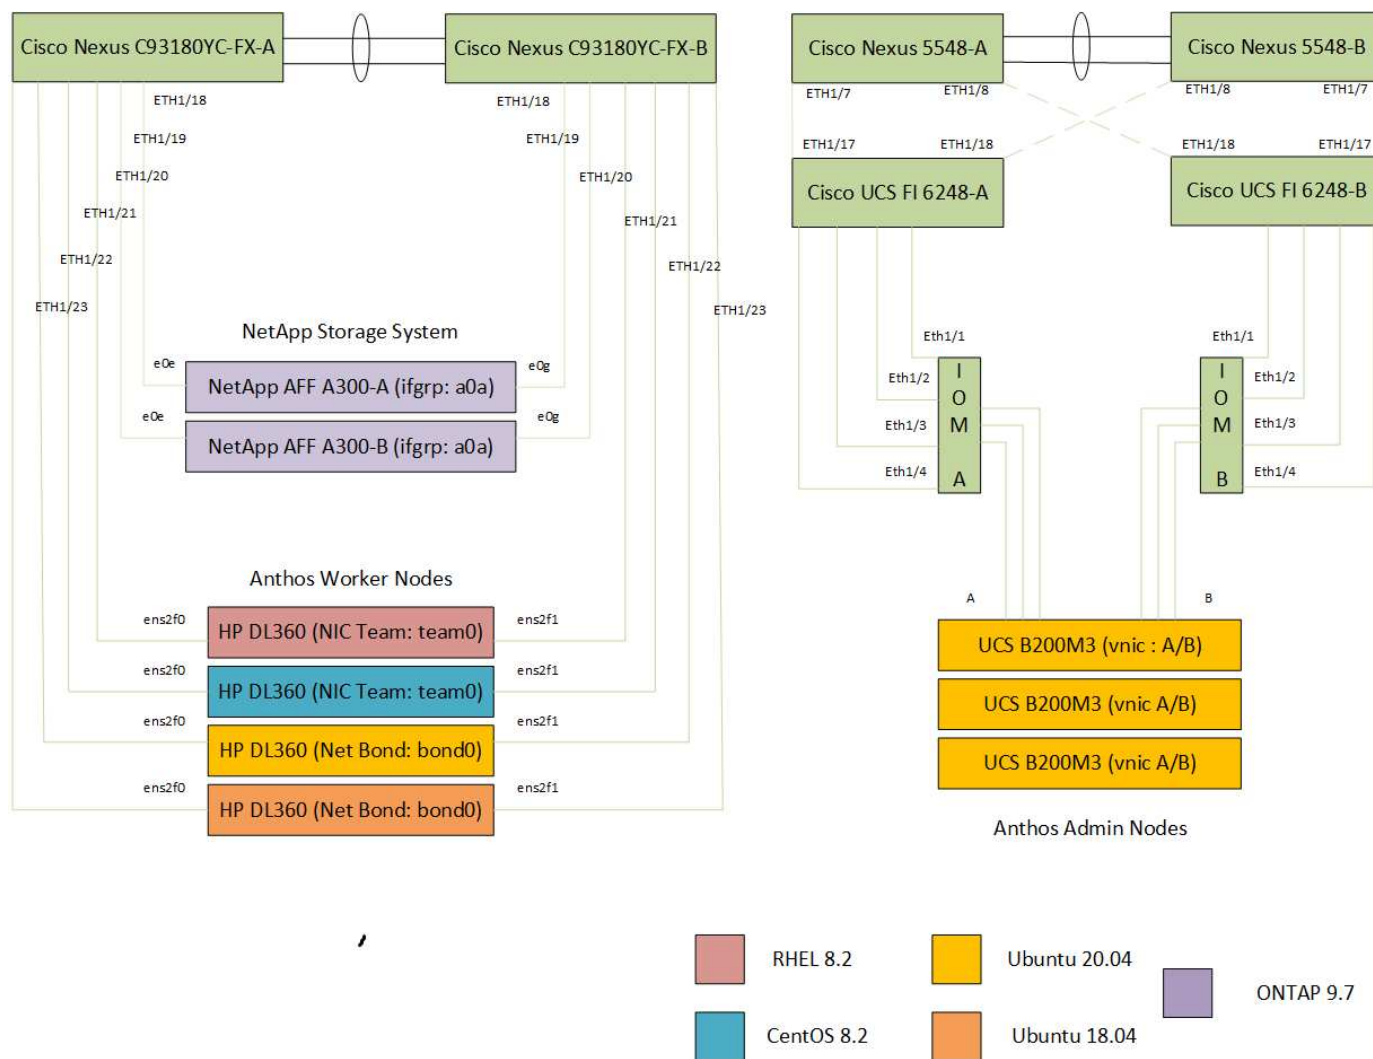 Cisco Nexus C93180YC-FX-A
Cisco Nexus C93180YC-FX-B
ETH1/18
ETH1/19
ETH1/20
ETH1/21
ETH1/22
ETH1/23
ETH1/18
ETH1/19
ETH1/20
ETH1/21
ETH1/22
ETH1/23
NetApp Storage System
e0e
NetApp AFF A300-A (ifgrp: a0a)
e0g
e0e
NetApp AFF A300-B (ifgrp: a0a)
e0g
Anthos Worker Nodes
ens2f0
HP DL360 (NIC Team: team0)
ens2f1
ens2f0
HP DL360 (NIC Team: team0)
ens2f1
ens2f0
HP DL360 (Net Bond: bond0)
ens2f1
ens2f0
HP DL360 (Net Bond: bond0)
ens2f1
Cisco Nexus 5548-A
Cisco Nexus 5548-B
ETH1/7
ETH1/8
ETH1/8
ETH1/7
ETH1/17
ETH1/18
ETH1/18
ETH1/17
Cisco UCS FI 6248-A
Cisco UCS FI 6248-B
Eth1/1
Eth1/2
Eth1/3
Eth1/4
I
O
M
A
I
O
M
B
Eth1/1
Eth1/2
Eth1/3
Eth1/4
A
B
UCS B200M3 (vnic : A/B)
UCS B200M3 (vnic A/B)
UCS B200M3 (vnic A/B)
Anthos Admin Nodes
RHEL 8.2
Ubuntu 20.04
ONTAP 9.7
CentOS 8.2
Ubuntu 18.04